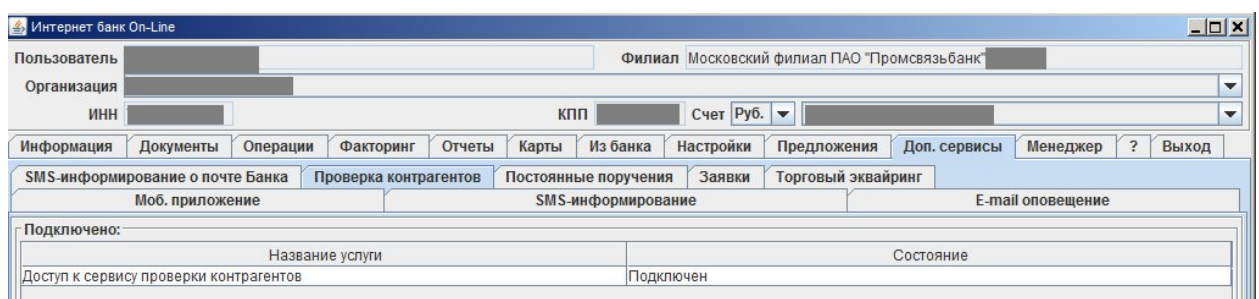 Интернет банк On-Line
Пользователь Филиал Московский филиал ПАО "Промсвязьбанк"
Организация
ИНН КПП Счет Руб.
Информация Документы Операции Факторинг Отчеты Карты Из банка Настройки Предложения Доп. сервисы Менеджер ? Выход
SMS-информирование о почте Банка Проверка контрагентов Постоянные поручения Заявки Торговый эквайринг
Моб. приложение SMS-информирование E-mail оповещение
Подключено:
Название услуги Состояние
Доступ к сервису проверки контрагентов Подключен